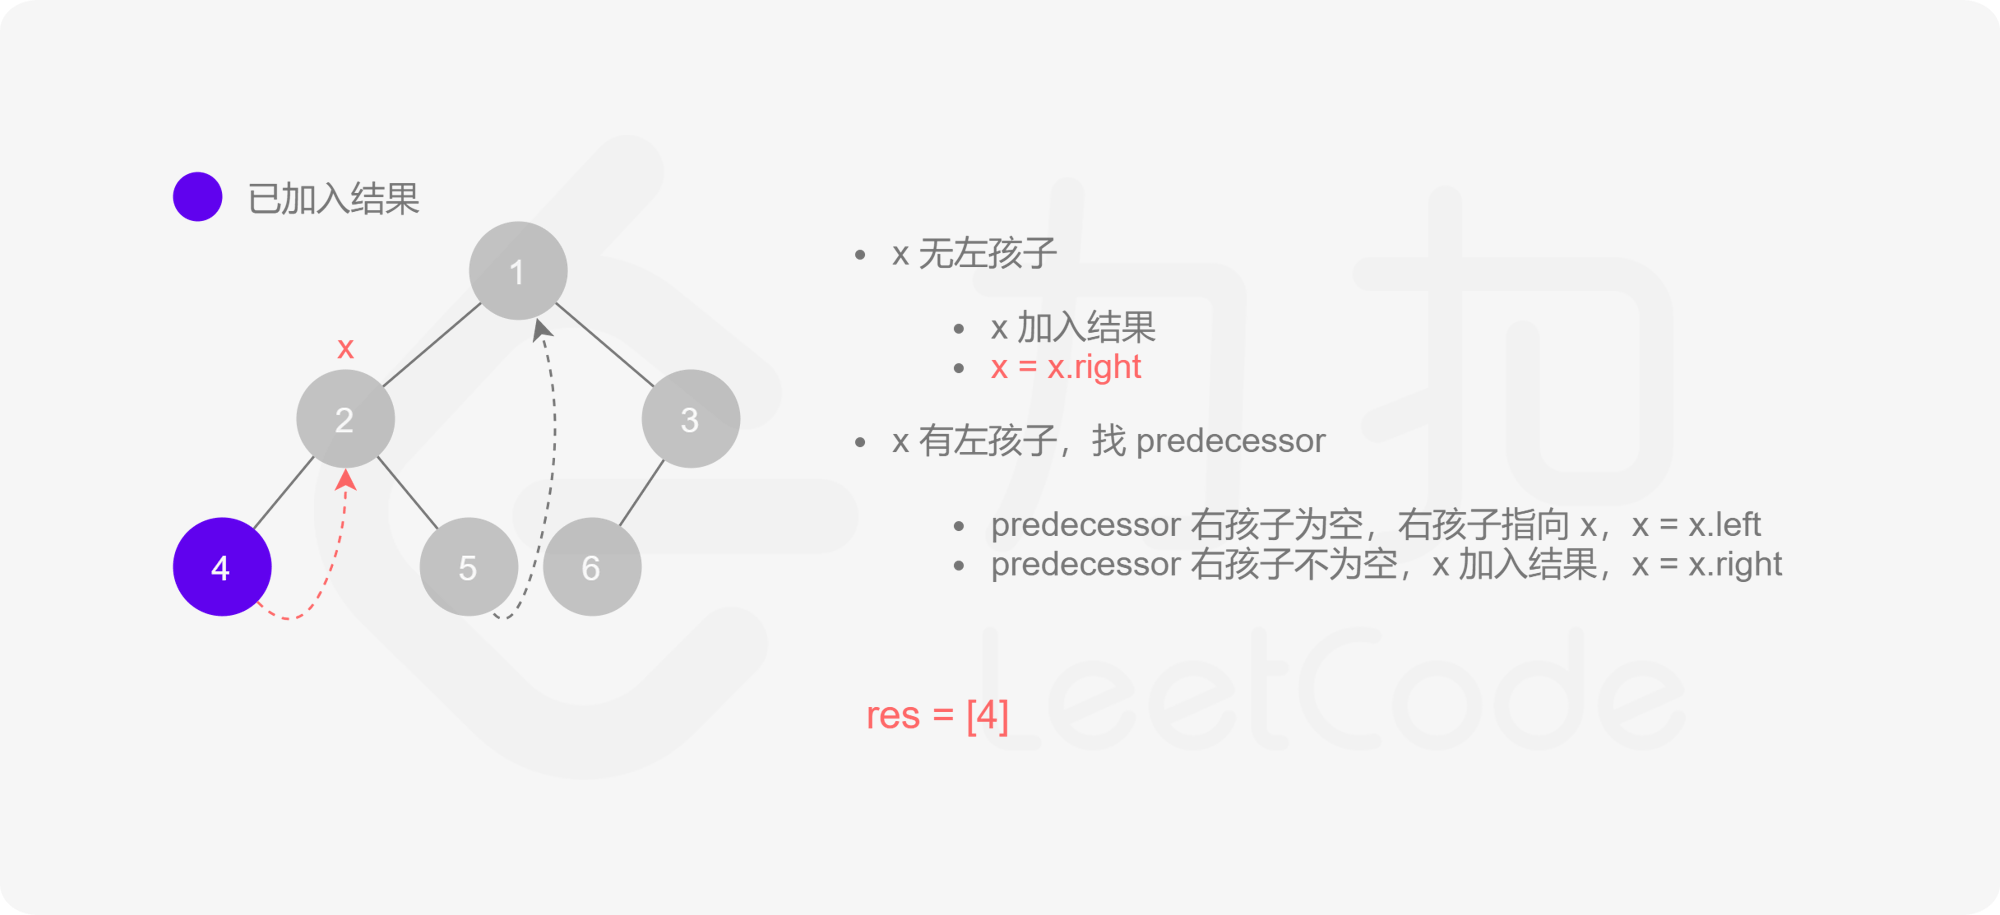 已加入结果
1
x
2
3
4
5
6
x 无左孩子
x 加入结果
x = x.right
x 有左孩子，找 predecessor
predecessor 右孩子为空，右孩子指向 x，x = x.left
predecessor 右孩子不为空，x 加入结果，x = x.right
res = [4]
力扣
LeetCode